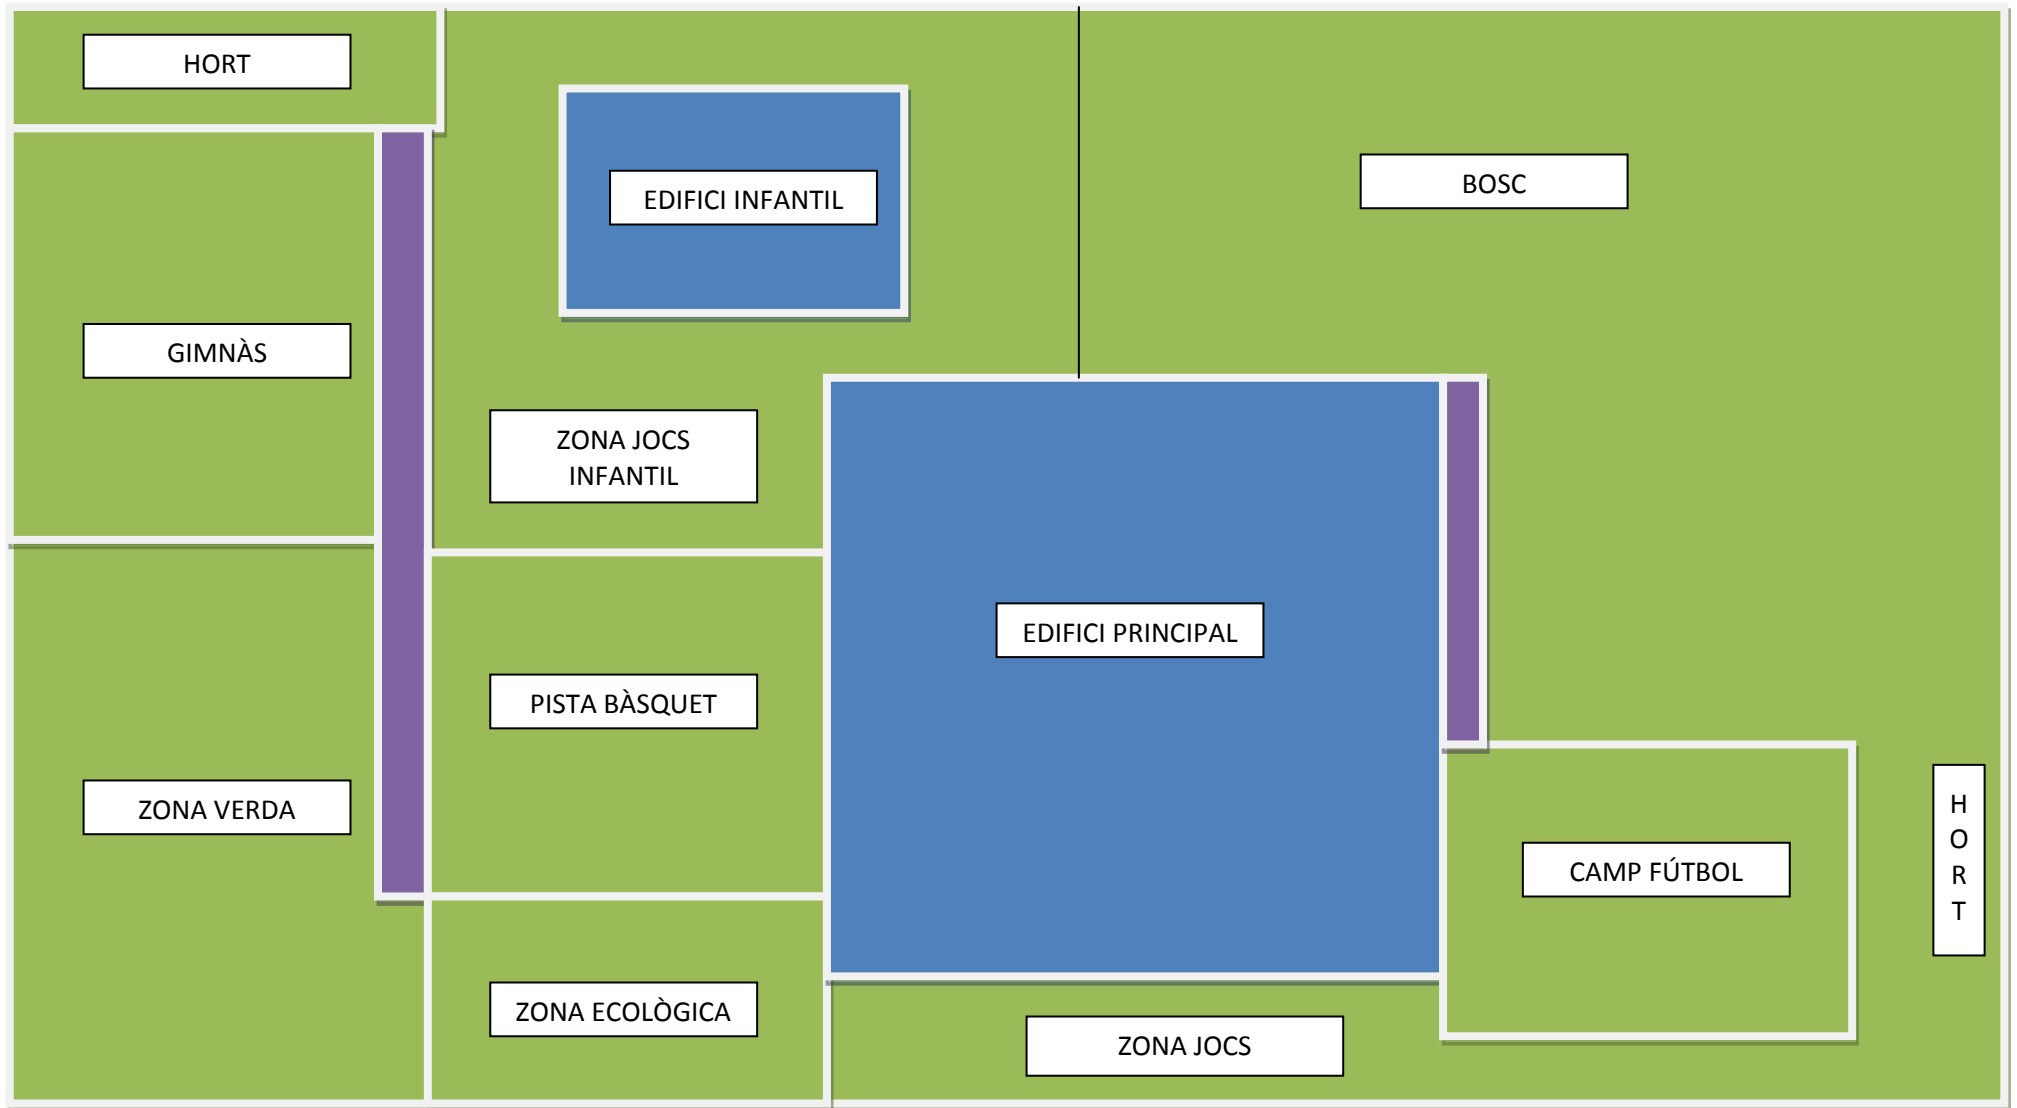 HORT
EDIFICI INFANTIL
BOSC
GIMNÀS
ZONA JOCS
INFANTIL
EDIFICI PRINCIPAL
PISTA BÀSQUET
ZONA VERDA
CAMP FÚTBOL
H
O
R
T
ZONA ECOLÒGICA
ZONA JOCS